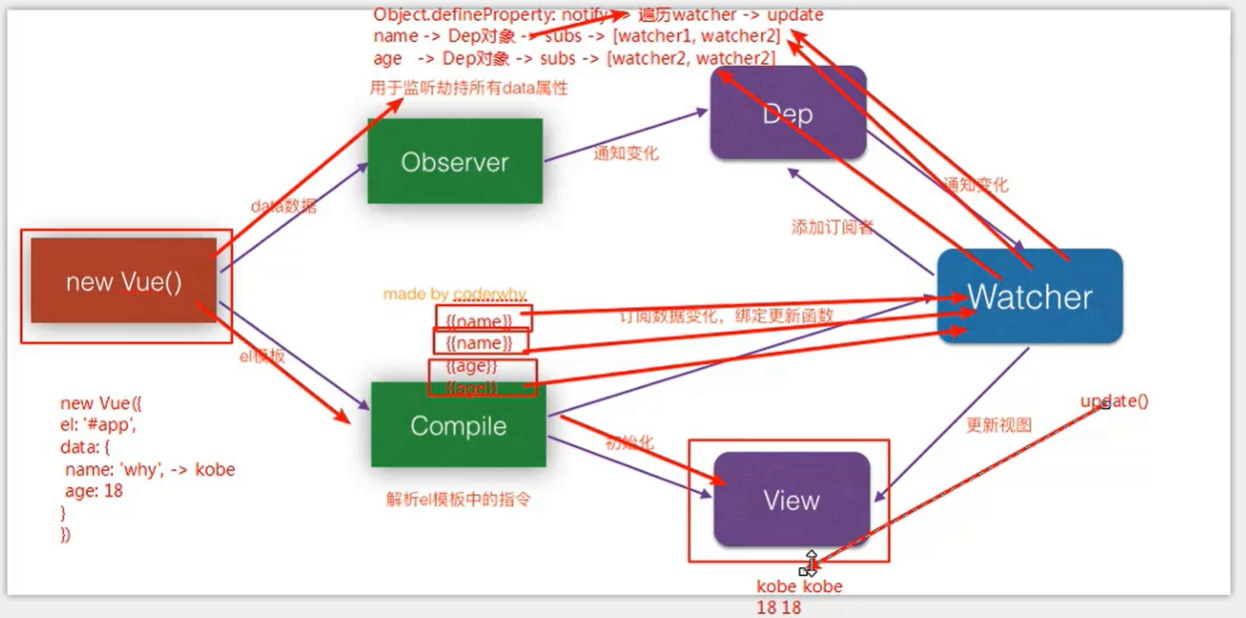 Object.defineProperty: notify -> 遍历watcher -> update
name -> Dep对象 -> subs -> [watcher1, watcher2]
age -> Dep对象 -> subs -> [watcher2, watcher2]
用于监听劫持所有data属性
Dep
Observer
通知变化
通知变化
data数据
添加订阅者
new Vue()
made by coderwhy
Watcher
{{name}}
订阅数据变化，绑定更新函数
{{name}}
el模板
{{age}}
{{age}}
Compile
update()
初始化
更新视图
View
解析el模板中的指令
new Vue({
el: '#app',
data: {
name: 'why', -> kobe
age: 18
}
})
kobe kobe
18 18